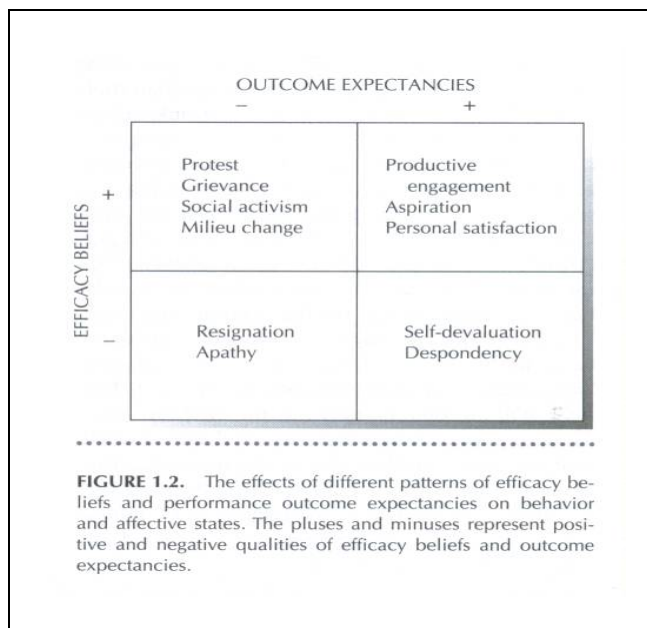 OUTCOME EXPECTANCIES
− +
EFFICACY BELIEFS
+
Protest
Grievance
Social activism
Milieu change
Productive
engagement
Aspiration
Personal satisfaction
−
Resignation
Apathy
Self-devaluation
Despondency
FIGURE 1.2. The effects of different patterns of efficacy be-
liefs and performance outcome expectancies on behavior
and affective states. The pluses and minuses represent posi-
tive and negative qualities of efficacy beliefs and outcome
expectancies.